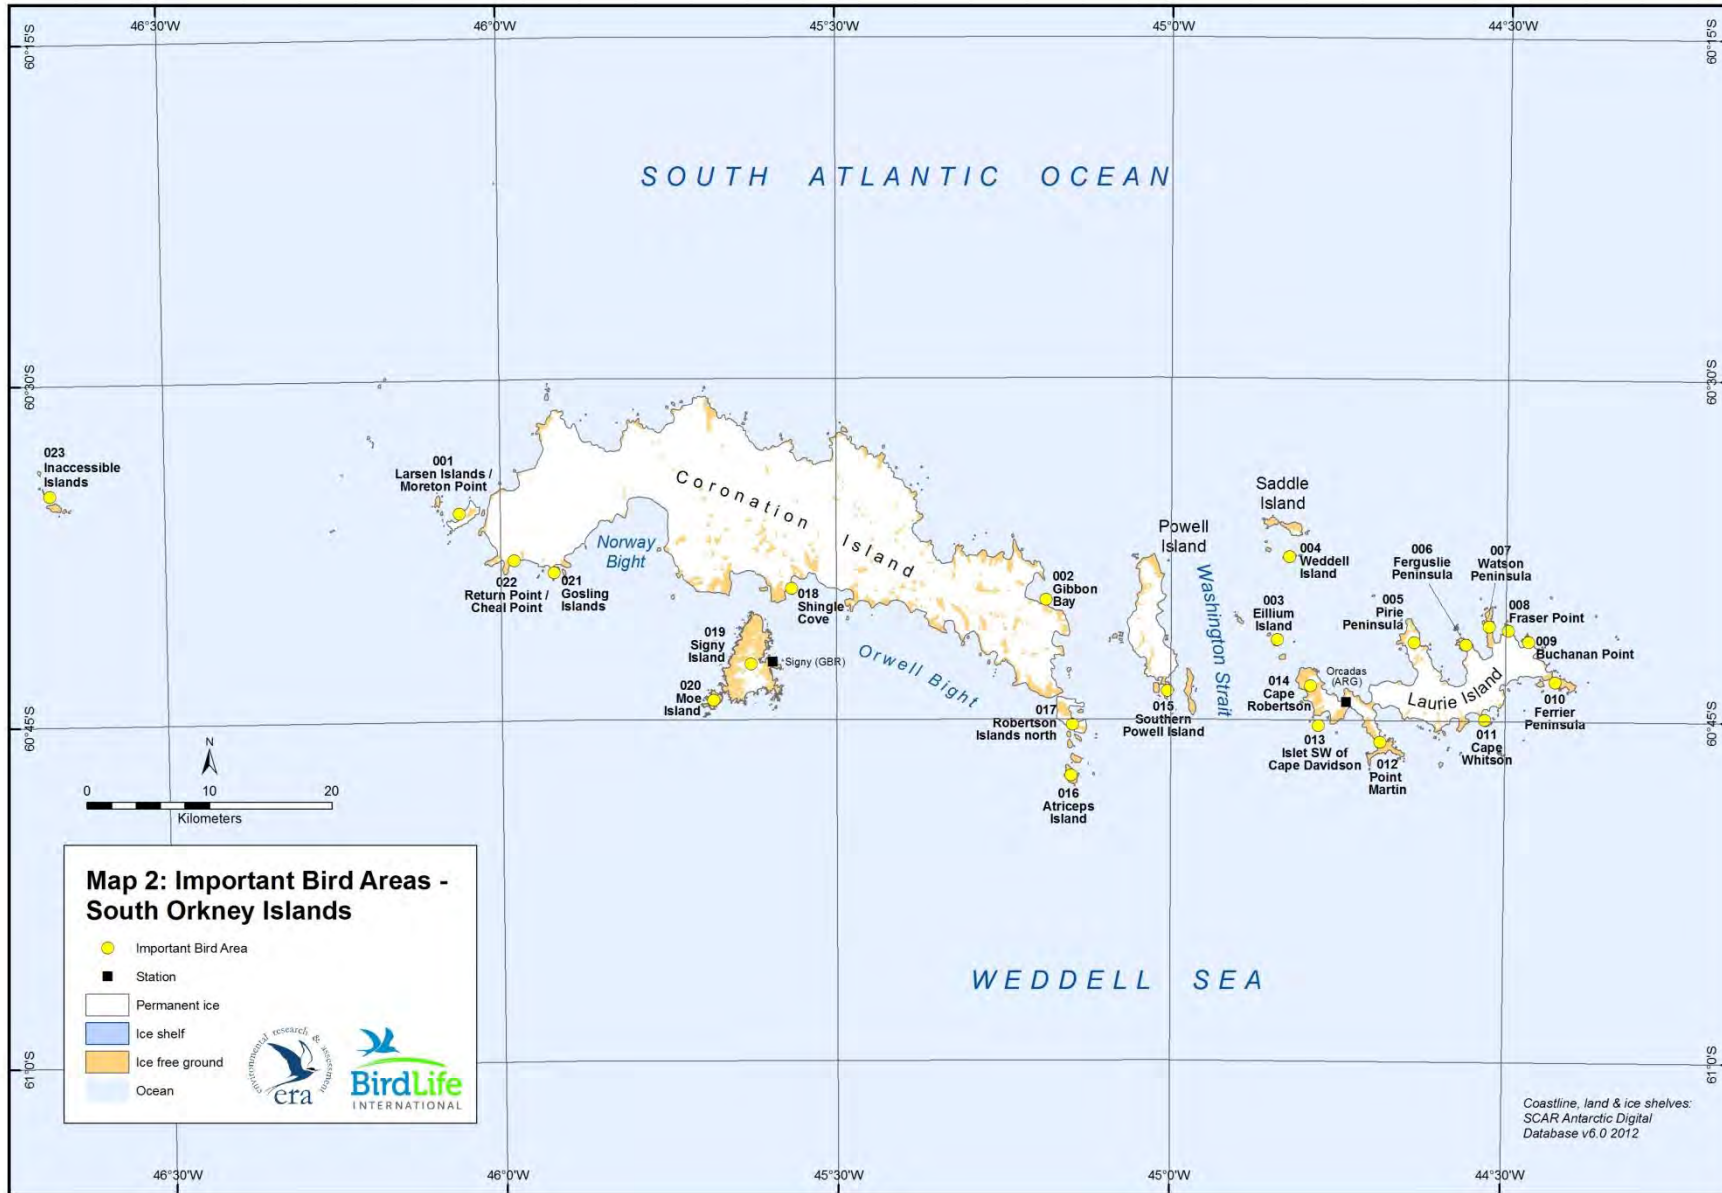 46°30'W
46°0'W
45°30'W
45°0'W
44°30'W
60°15'S
60°15'S
SOUTH ATLANTIC OCEAN
60°30'S
60°30'S
023
Inaccessible
Islands
001
Larsen Islands /
Moreton Point
Coronation Island
Norway
Bight
022
Return Point /
Cheal Point
021
Gosling
Islands
018
Shingle
Cove
002
Gibbon
Bay
019
Signy
Island
Signy (GBR)
020
Moe
Island
Orwell Bight
017
Robertson
Islands north
016
Atriceps
Island
Powell
Island
015
Southern
Powell Island
Washington Strait
Saddle
Island
004
Weddell
Island
003
Eillium
Island
005
Pirie
Peninsula
006
Ferguslie
Peninsula
007
Watson
Peninsula
008
Fraser Point
009
Buchanan Point
010
Ferrier
Peninsula
Laurie Island
Orcadas
(ARG)
014
Cape
Robertson
013
Islet SW of
Cape Davidson
012
Point
Martin
011
Cape
Whitson
60°45'S
60°45'S
N
0 10 20
Kilometers
Map 2: Important Bird Areas -
South Orkney Islands
Important Bird Area
Station
Permanent ice
Ice shelf
Ice free ground
Ocean
environmental research & assessment
era
BirdLife
INTERNATIONAL
WEDDELL SEA
61°0'S
61°0'S
Coastline, land & ice shelves:
SCAR Antarctic Digital
Database v6.0 2012
46°30'W
46°0'W
45°30'W
45°0'W
44°30'W